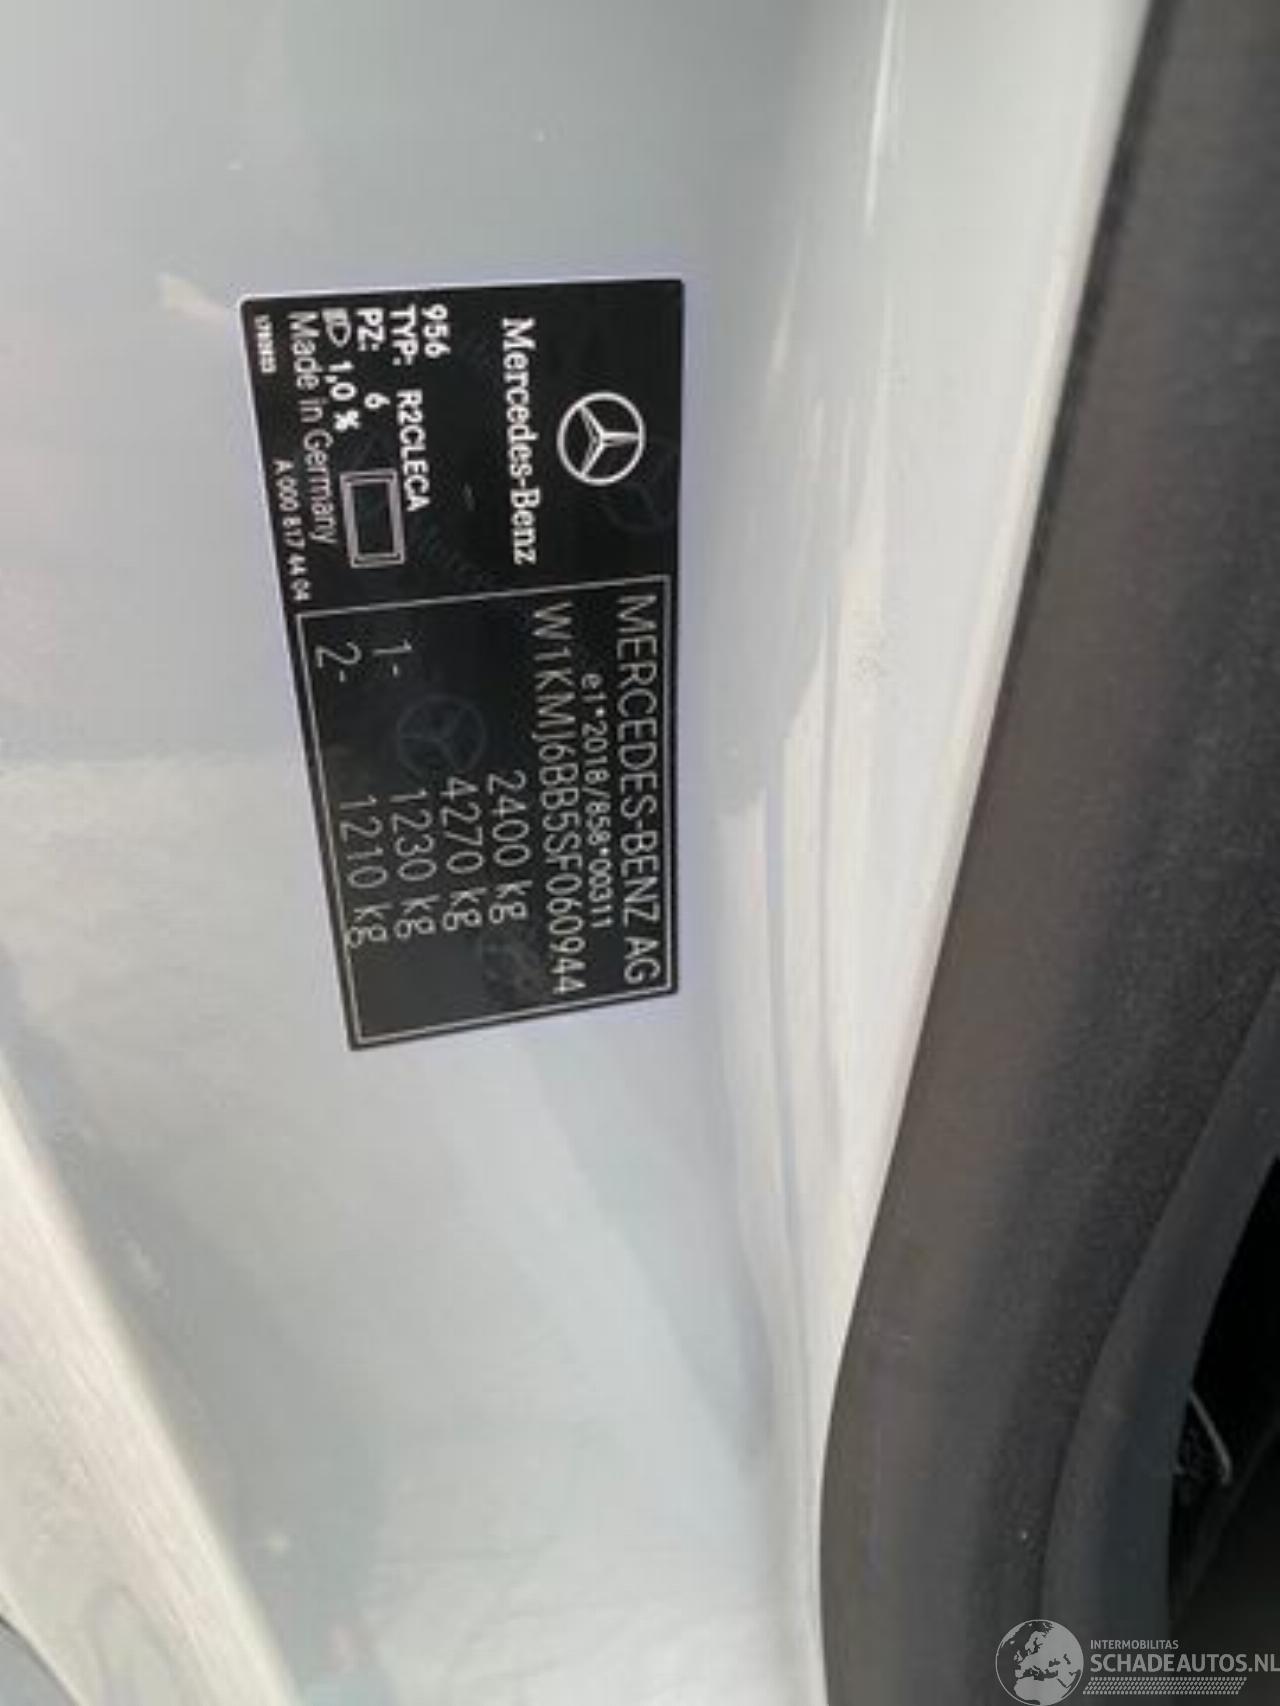 Mercedes-Benz
956
TYP: R2CLECA
PZ: 6
1,0 %
Made in Germany
A 000 817 44 04
MERCEDES-BENZ AG
e1*2018/858*00311
W1KMJ6BB5SF060944
2400 kg
4270 kg
1- 1230 kg
2- 1210 kg
INTERMOBILITAS
SCHADEAUTOS.NL